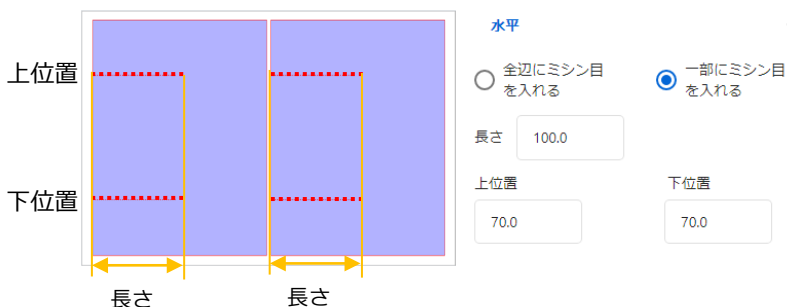 上位置
下位置
長さ
長さ
水平
全辺にミシン目
を入れる
一部にミシン目
を入れる
長さ 100.0
上位置 下位置
70.0 70.0